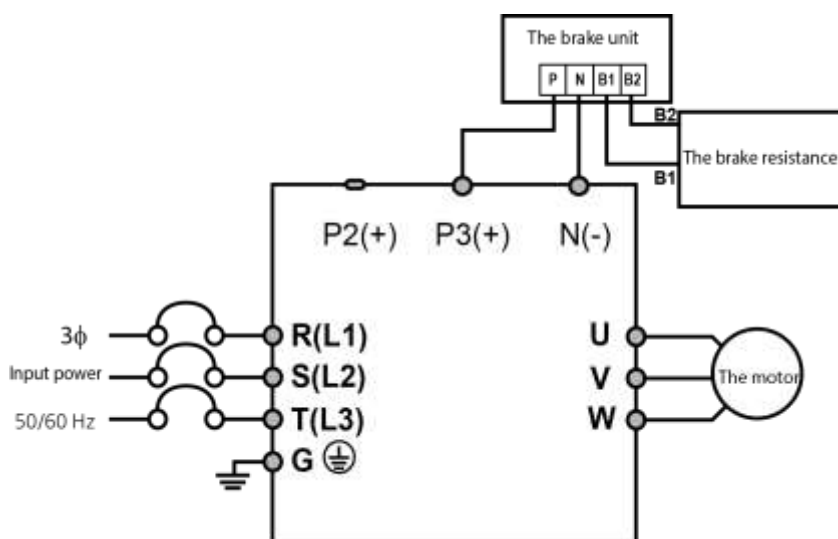 The brake unit
P N B1 B2
B2
The brake resistance
B1
P2(+) P3(+) N(-)
3ϕ
R(L1)
U
Input power
S(L2)
V
The motor
50/60 Hz
T(L3)
W
G